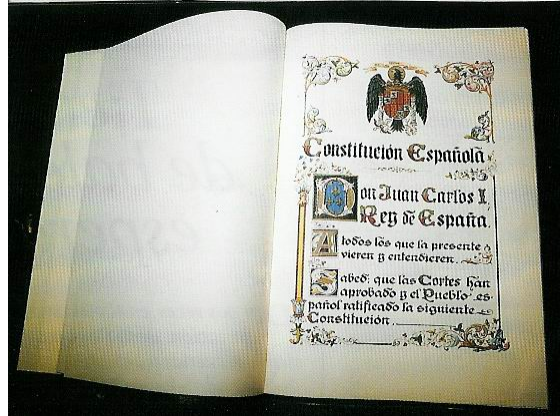 Constitución Española
Don Juan Carlos I,
Rey de España.
A todos los que la presente
vieren y entendieren.
Sabed: que las Cortes han
aprobado y el Pueblo es-
pañol ratificado la siguiente
Constitución.